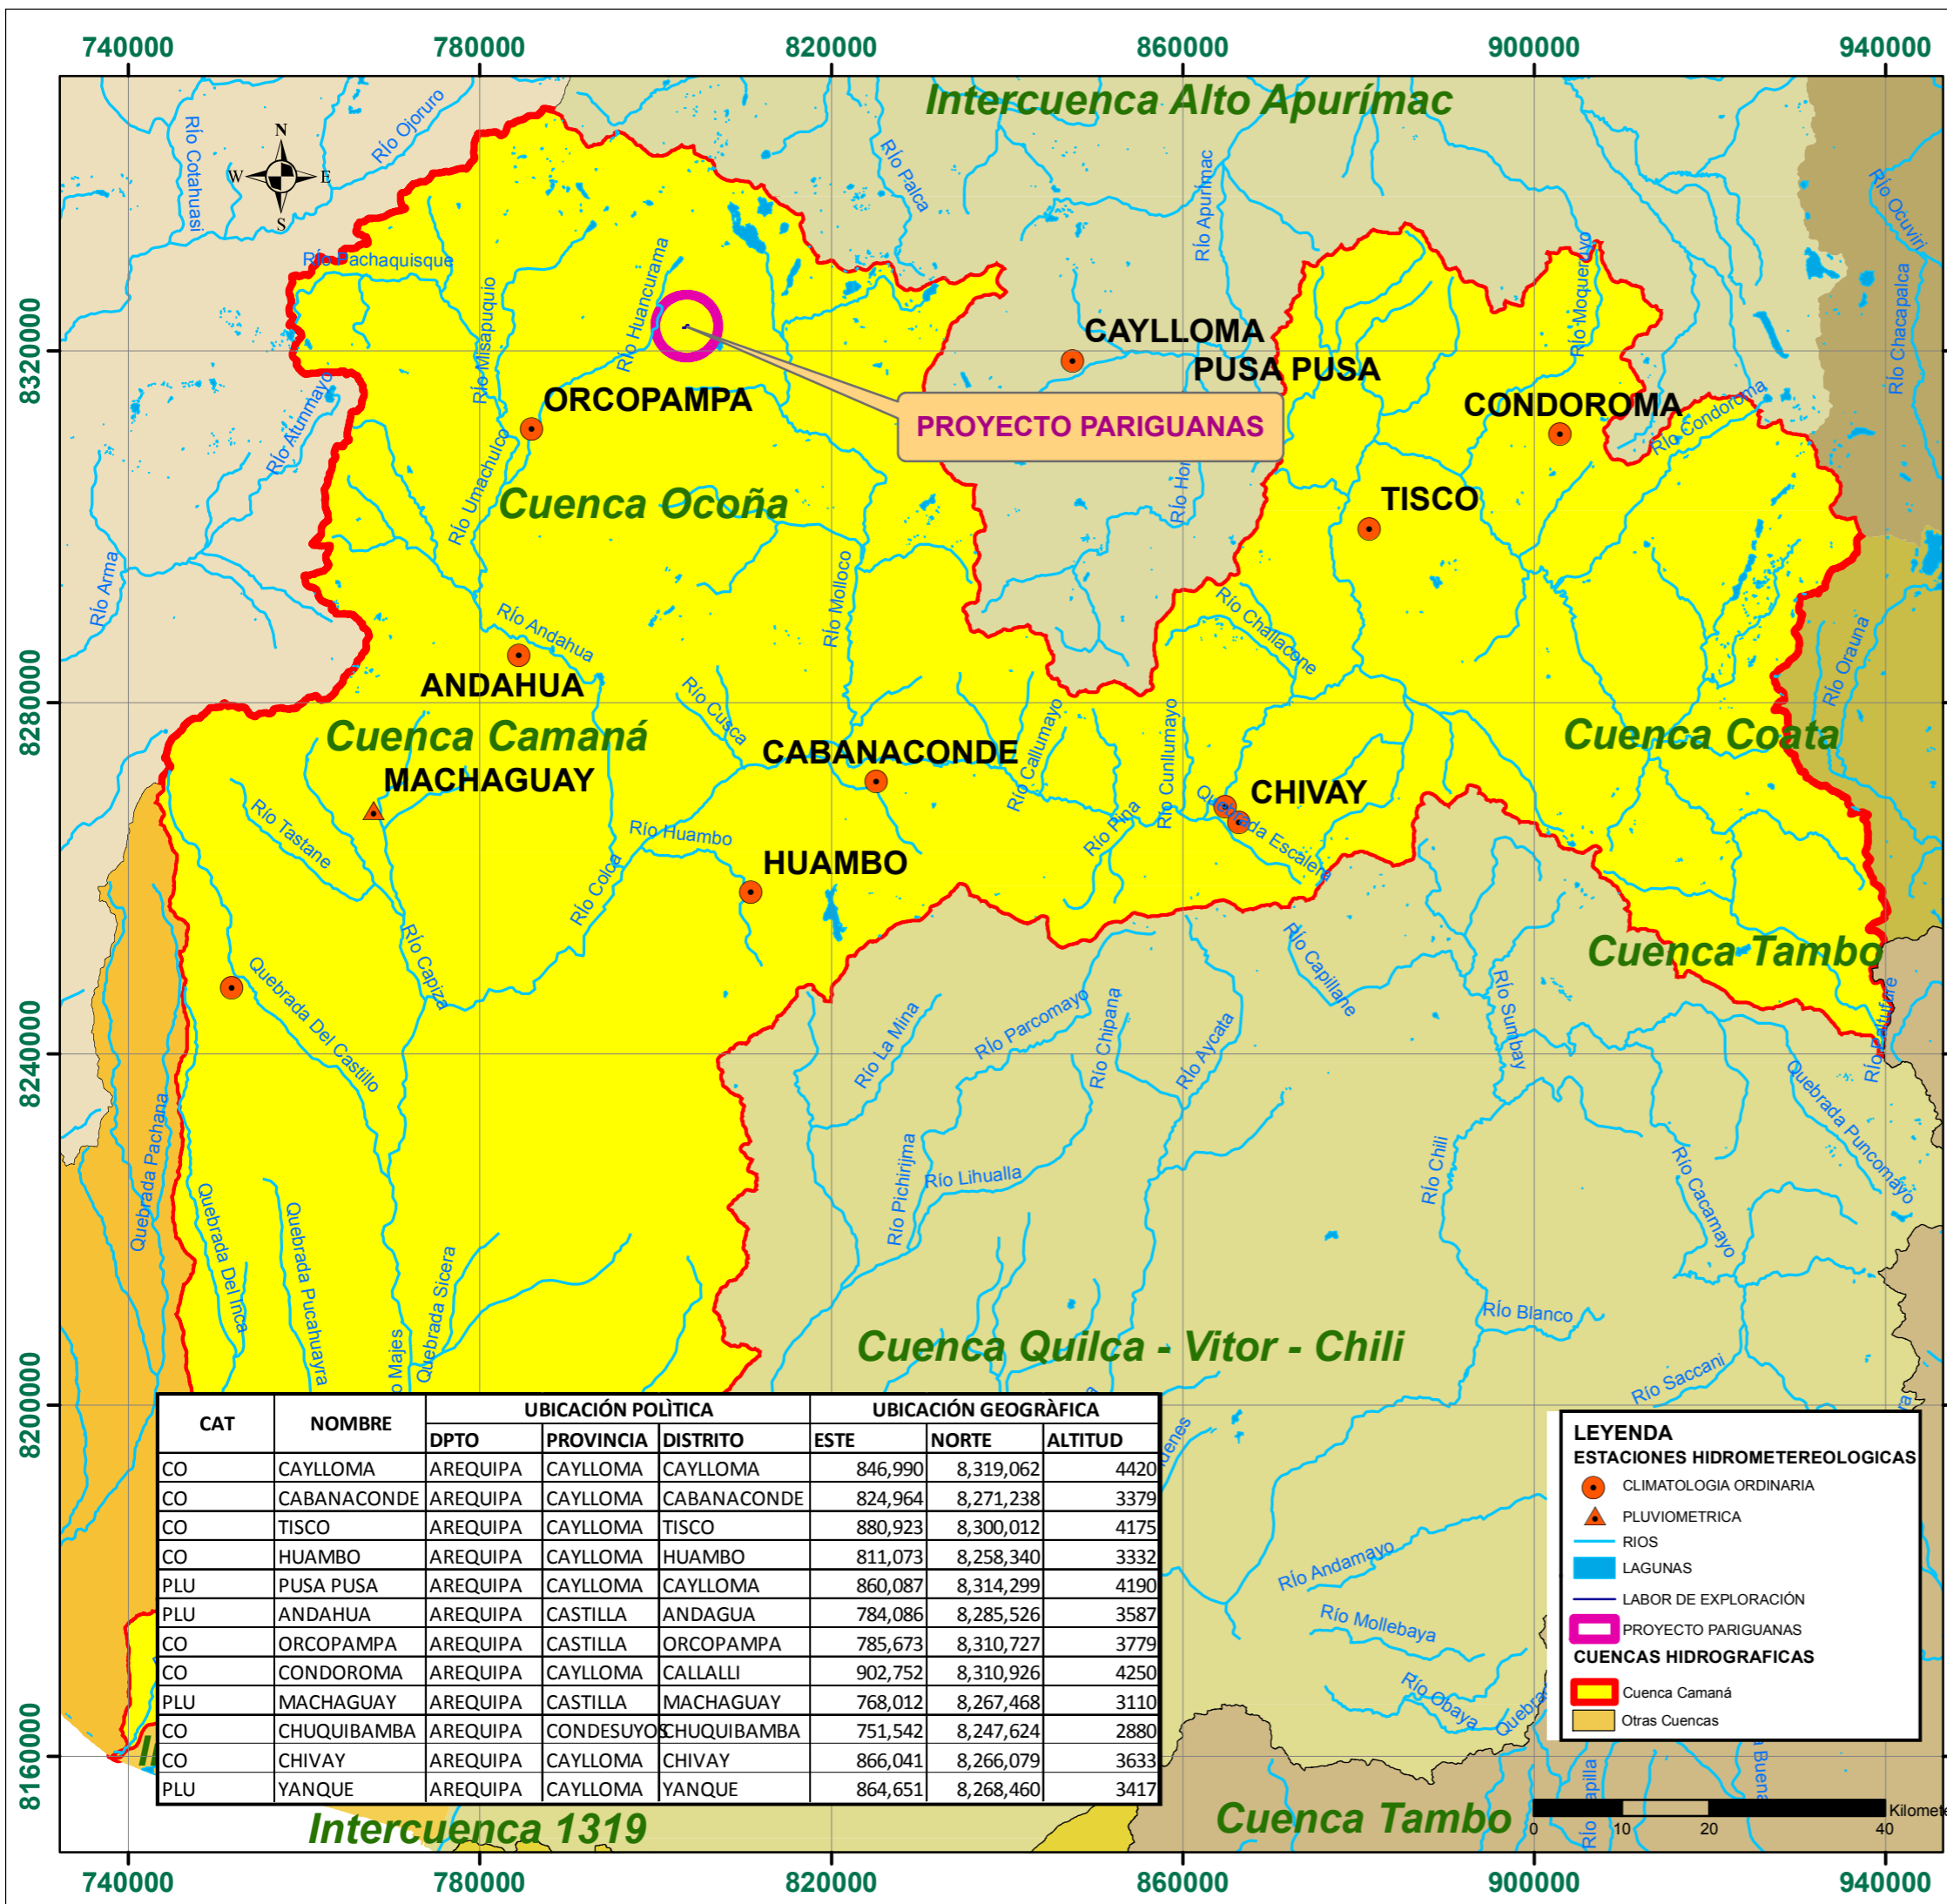 740000 780000 820000 860000 900000 940000
Intercuenca Alto Apurímac
Río Cotahuasi
Río Ojoruro
Río Palca
Río Apurímac
Río Ocuviri
N
W E
S
Río Pachaquisque
Río Misapuquio
Río Huancurama
Río Moqueruyo
Río Chacapalca
8320000
CAYLLOMA
PUSA PUSA
ORCOPAMPA
CONDOROMA
PROYECTO PARIGUANAS
Río Condoroma
Río Atummayo
Río Umachulco
Cuenca Ocoña
TISCO
Río Arma
Río Molloco
Río Andahua
Río Challacone
Río Orauna
ANDAHUA
8280000
Río Cusca
Río Callumayo
Río Cunllumayo
Cuenca Camaná
Cuenca Coata
MACHAGUAY
CABANACONDE
CHIVAY
Río Tastane
Río Huambo
Río Pina
Quebrada Escalera
HUAMBO
Río Colca
Río Capiza
Río Capillane
Cuenca Tambo
Quebrada Del Castillo
Río Sumbay
8240000
Río La Mina
Río Parcomayo
Río Chipana
Río Aycata
Quebrada Puncomayo
Quebrada Pachana
Río Pichirijma
Río Lihualla
Río Chili
Río Cacamayo
Quebrada Del Inca
Quebrada Pucahuayra
Quebrada Sicera
o Majes
Río Blanco
Cuenca Quilca - Vitor - Chili
Río Saccani
8200000
CAT NOMBRE UBICACIÓN POLÌTICA UBICACIÓN GEOGRÀFICA
DPTO PROVINCIA DISTRITO ESTE NORTE ALTITUD
CO CAYLLOMA AREQUIPA CAYLLOMA CAYLLOMA 846,990 8,319,062 4420
CO CABANACONDE AREQUIPA CAYLLOMA CABANACONDE 824,964 8,271,238 3379
CO TISCO AREQUIPA CAYLLOMA TISCO 880,923 8,300,012 4175
CO HUAMBO AREQUIPA CAYLLOMA HUAMBO 811,073 8,258,340 3332
PLU PUSA PUSA AREQUIPA CAYLLOMA CAYLLOMA 860,087 8,314,299 4190
PLU ANDAHUA AREQUIPA CASTILLA ANDAGUA 784,086 8,285,526 3587
CO ORCOPAMPA AREQUIPA CASTILLA ORCOPAMPA 785,673 8,310,727 3779
CO CONDOROMA AREQUIPA CAYLLOMA CALLALLI 902,752 8,310,926 4250
PLU MACHAGUAY AREQUIPA CASTILLA MACHAGUAY 768,012 8,267,468 3110
CO CHUQUIBAMBA AREQUIPA CONDESUYOS CHUQUIBAMBA 751,542 8,247,624 2880
CO CHIVAY AREQUIPA CAYLLOMA CHIVAY 866,041 8,266,079 3633
PLU YANQUE AREQUIPA CAYLLOMA YANQUE 864,651 8,268,460 3417
LEYENDA
ESTACIONES HIDROMETEREOLOGICAS
CLIMATOLOGIA ORDINARIA
PLUVIOMETRICA
RIOS
LAGUNAS
LABOR DE EXPLORACIÓN
PROYECTO PARIGUANAS
CUENCAS HIDROGRAFICAS
Cuenca Camaná
Otras Cuencas
Río Andamayo
Río Mollebaya
Río Obaya
8160000
Intercuenca 1319
Cuenca Tambo
0 10 20 40
740000 780000 820000 860000 900000 940000